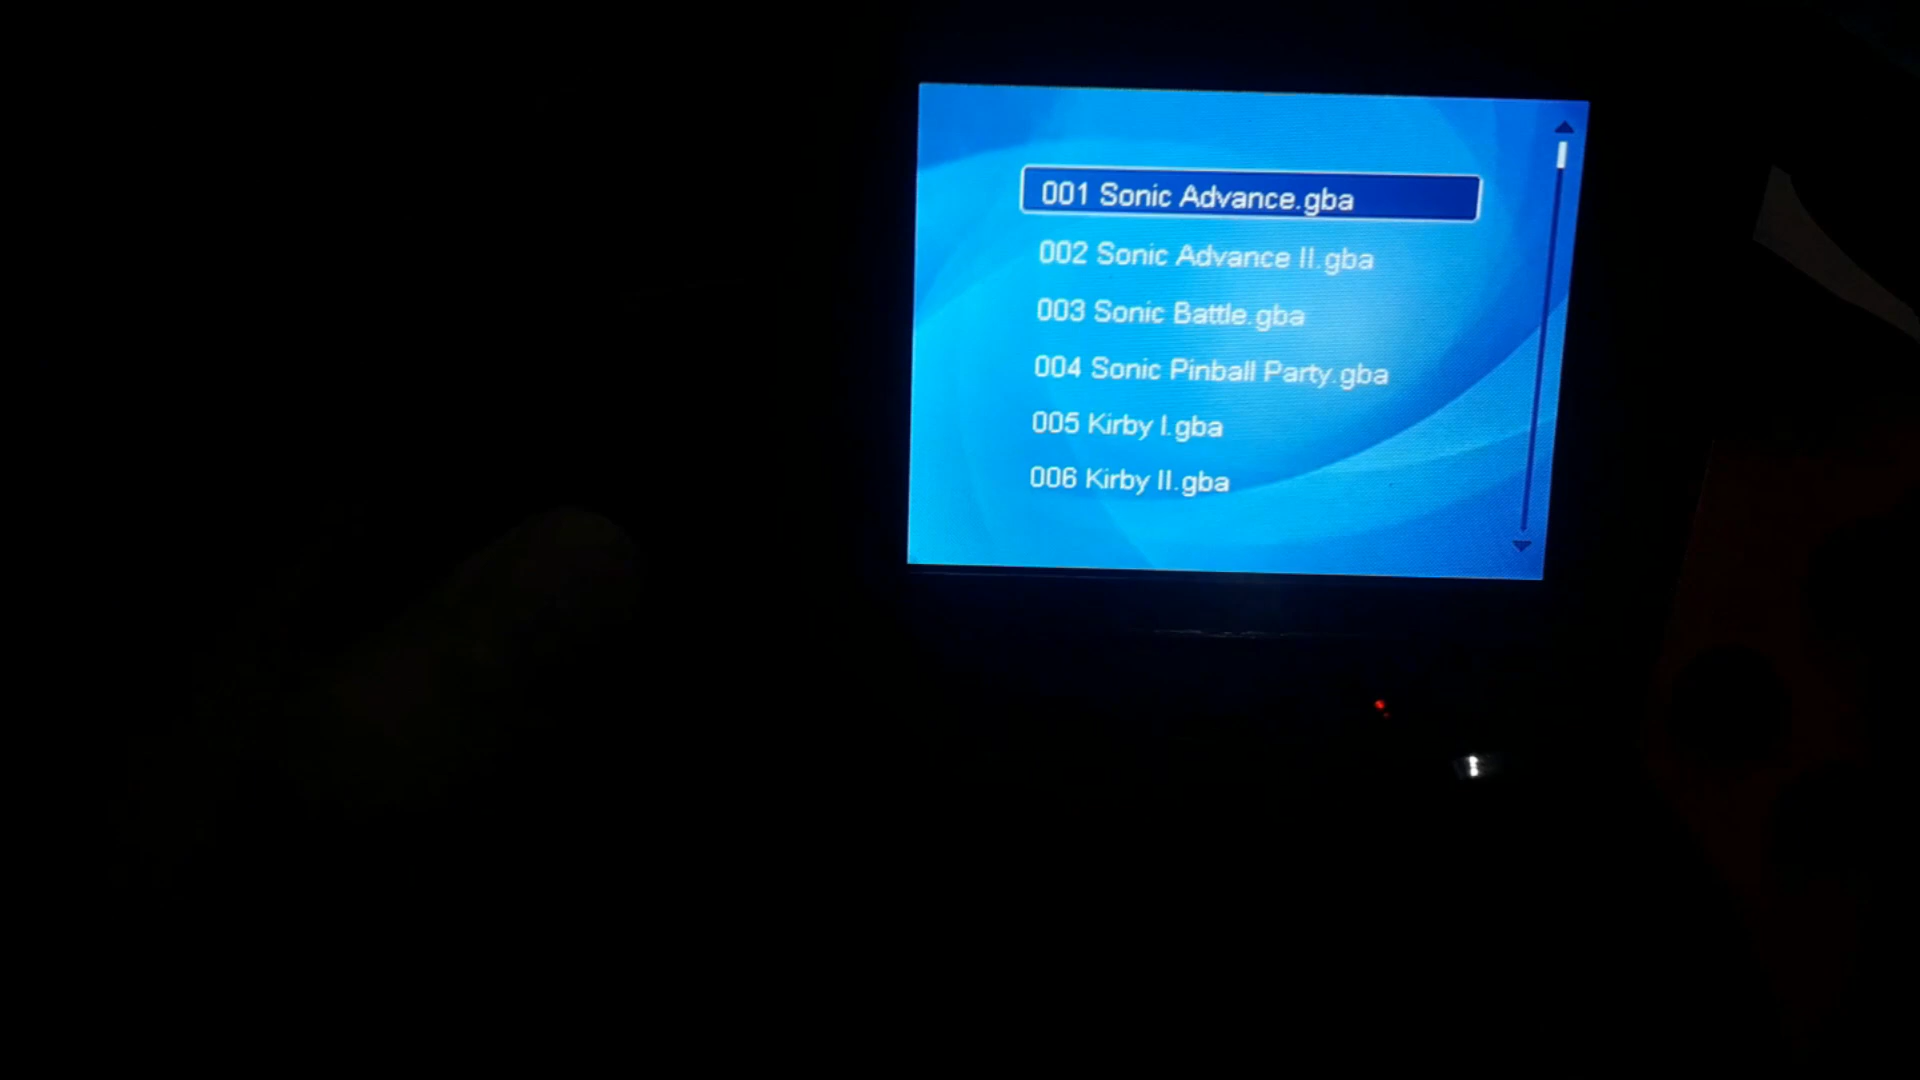 001 Sonic Advance.gba
002 Sonic Advance II.gba
003 Sonic Battle.gba
004 Sonic Pinball Party.gba
005 Kirby I.gba
006 Kirby II.gba